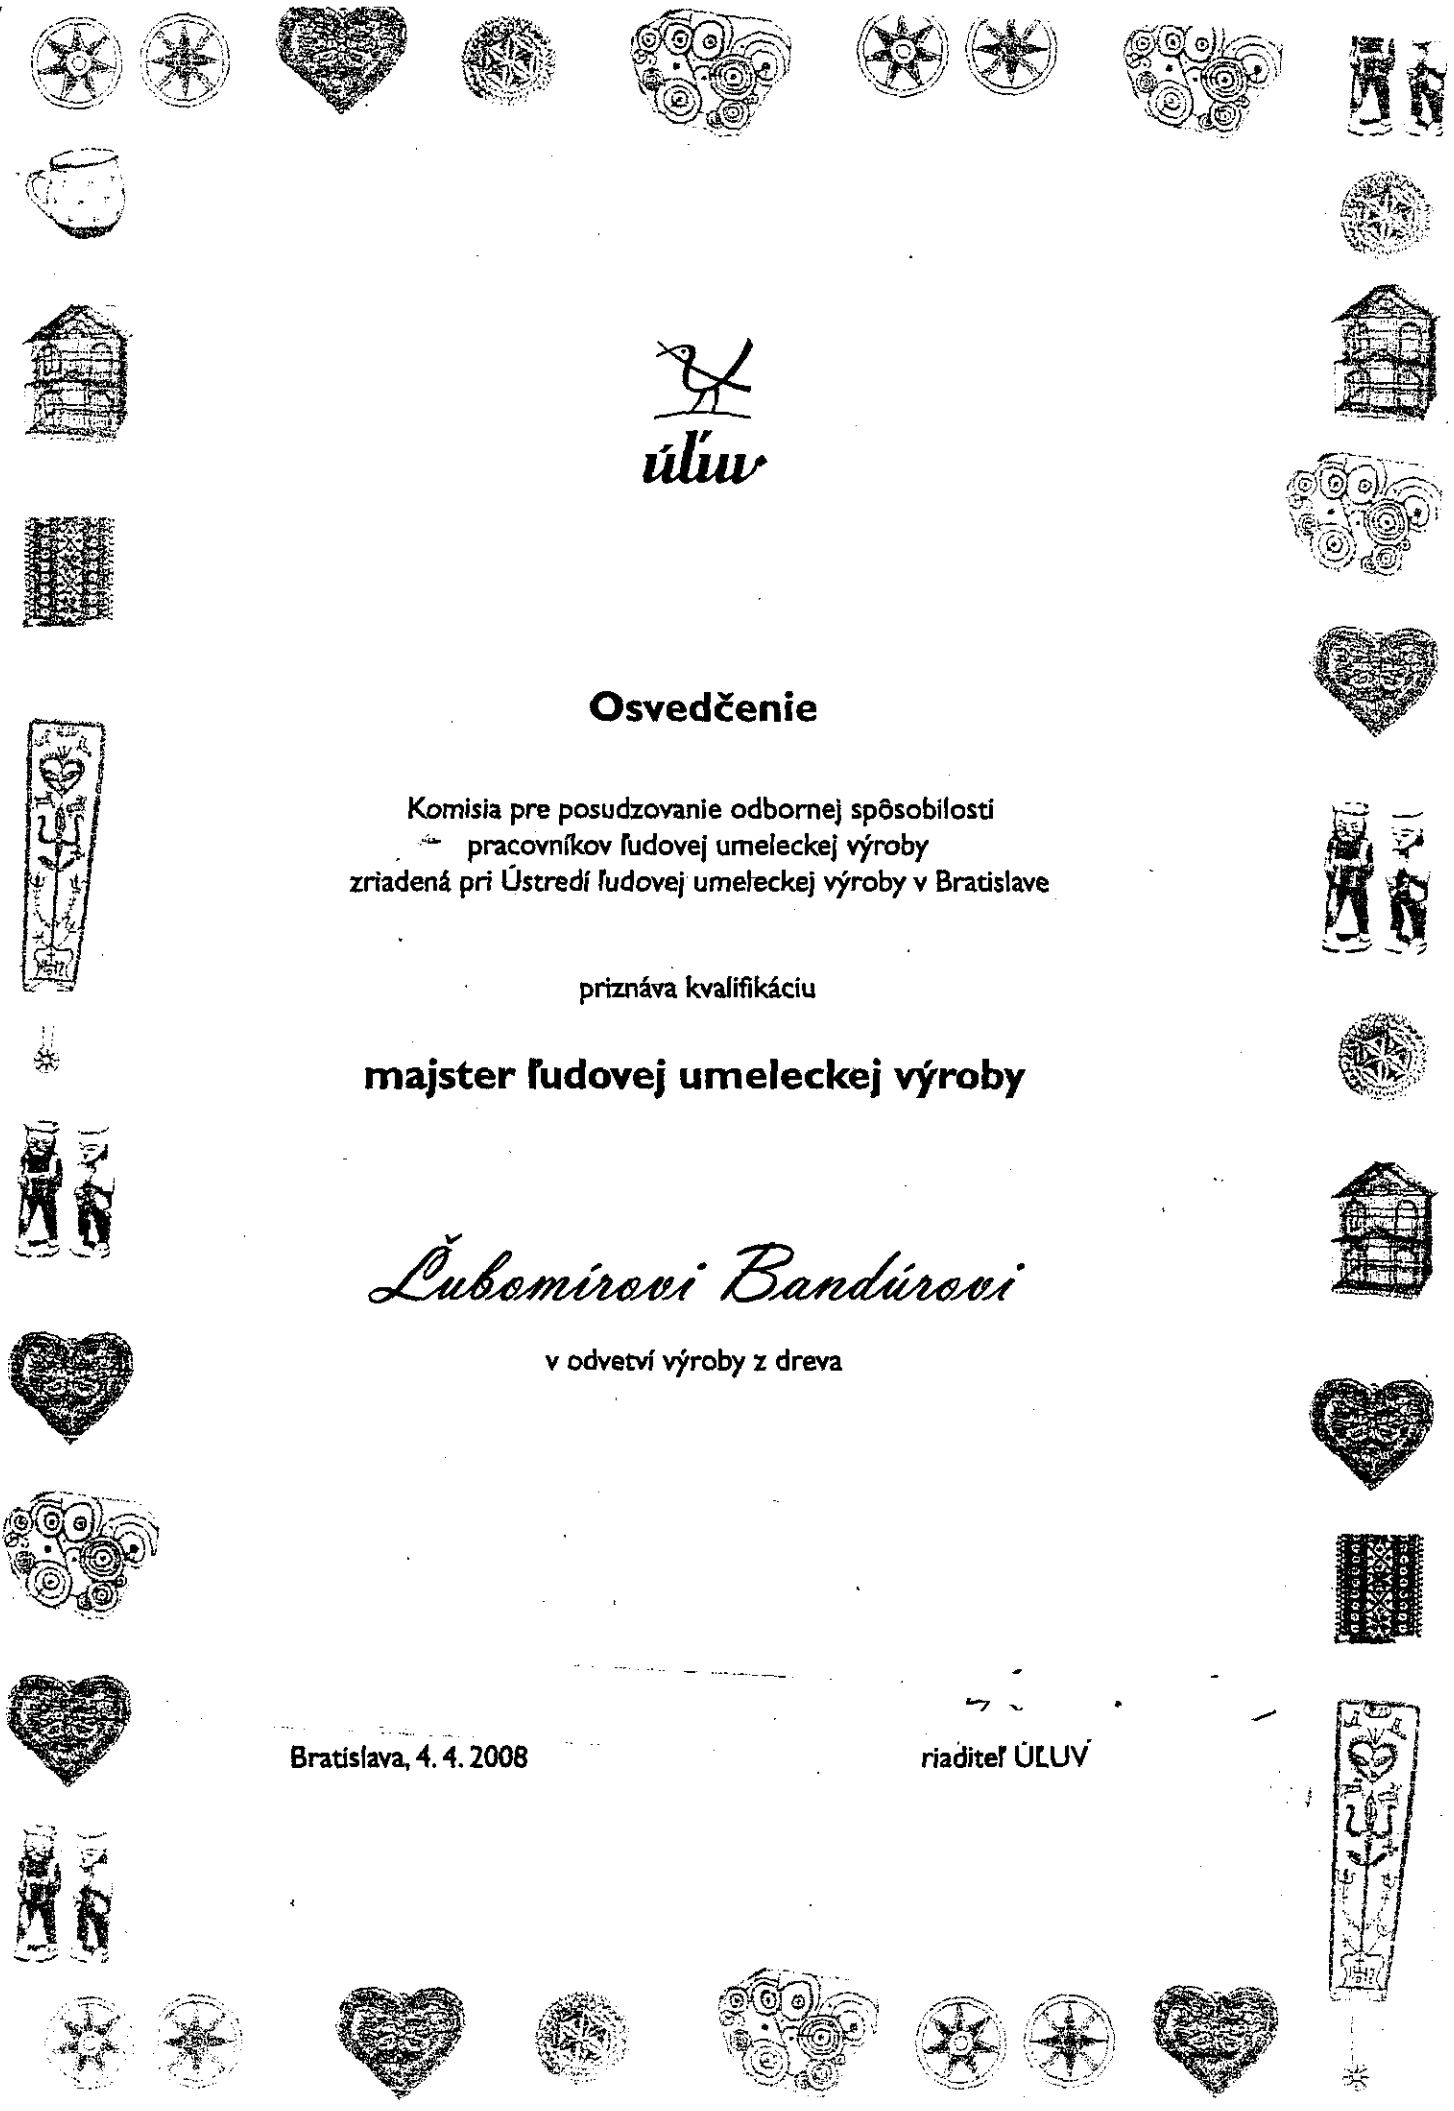 úľuv
Osvedčenie
Komisia pre posudzovanie odbornej spôsobilosti
pracovníkov ľudovej umeleckej výroby
zriadená pri Ústredí ľudovej umeleckej výroby v Bratislave
priznáva kvalifikáciu
majster ľudovej umeleckej výroby
Ľubomírovi Bandúrovi
v odvetví výroby z dreva
Bratislava, 4. 4. 2008 riaditeľ ÚĽUV